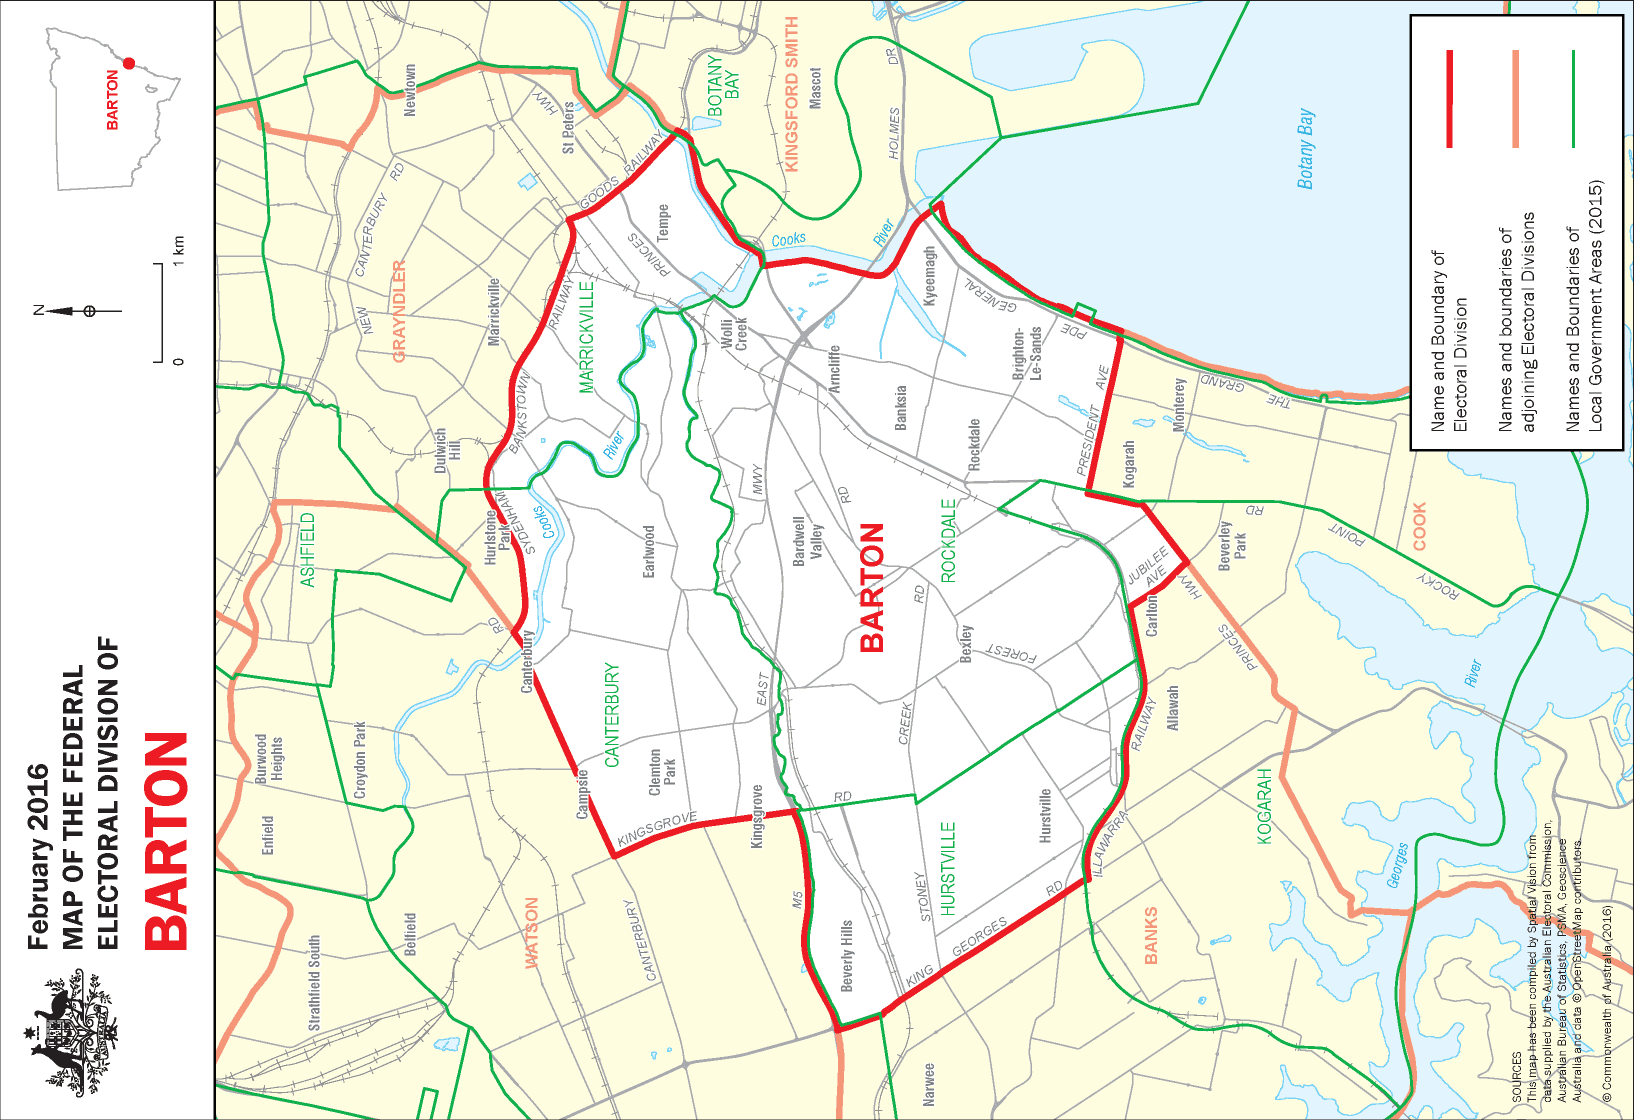 February 2016
MAP OF THE FEDERAL
ELECTORAL DIVISION OF
BARTON
BARTON
N
0
1 km
Strathfield South
Enfield
Burwood
Heights
Croydon Park
Belfield
ASHFIELD
GRAYNDLER
NEW
CANTERBURY
RD
Newtown
HWY
St Peters
Marrickville
Dulwich
Hill
Hurlstone
Park
SYDENHAM
BANKSTOWN
RAILWAY
GOODS
RAILWAY
RD
Canterbury
Campsie
WATSON
CANTERBURY
CANTERBURY
Clemton
Park
KINGSGROVE
Kingsgrove
RD
Cooks
River
Earlwood
MARRICKVILLE
PRINCES
Tempe
BOTANY
BAY
KINGSFORD SMITH
Mascot
HOLMES
DR
Cooks
River
Wolli
Creek
Arncliffe
Kyeemagh
GENERAL
Banksia
Brighton-
Le-Sands
PDE
Rockdale
MWY
RD
Bardwell
Valley
BARTON
ROCKDALE
EAST
M5
CREEK
RD
Bexley
FOREST
STONEY
HURSTVILLE
Hurstville
Beverly Hills
KING
GEORGES
RD
Narwee
ILLAWARRA
RAILWAY
Allawah
Carlton
JUBILEE
AVE
HWY
PRINCES
Kogarah
PRESIDENT
AVE
Monterey
THE
GRAND
Beverley
Park
RD
POINT
ROCKY
COOK
KOGARAH
BANKS
Georges
River
Botany Bay
Name and Boundary of
Electoral Division
Names and boundaries of
adjoining Electoral Divisions
Names and Boundaries of
Local Government Areas (2015)
SOURCES
This map has been compiled by Spatial Vision from
data supplied by the Australian Electoral Commission,
Australian Bureau of Statistics, PSMA, Geoscience
Australia and data © OpenStreetMap contributors.
© Commonwealth of Australia (2016)